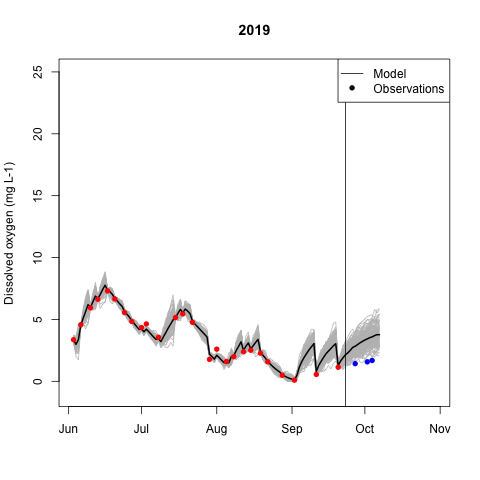 2019
Model
Observations
Dissolved oxygen (mg L-1)
25
20
15
10
5
0
Jun Jul Aug Sep Oct Nov